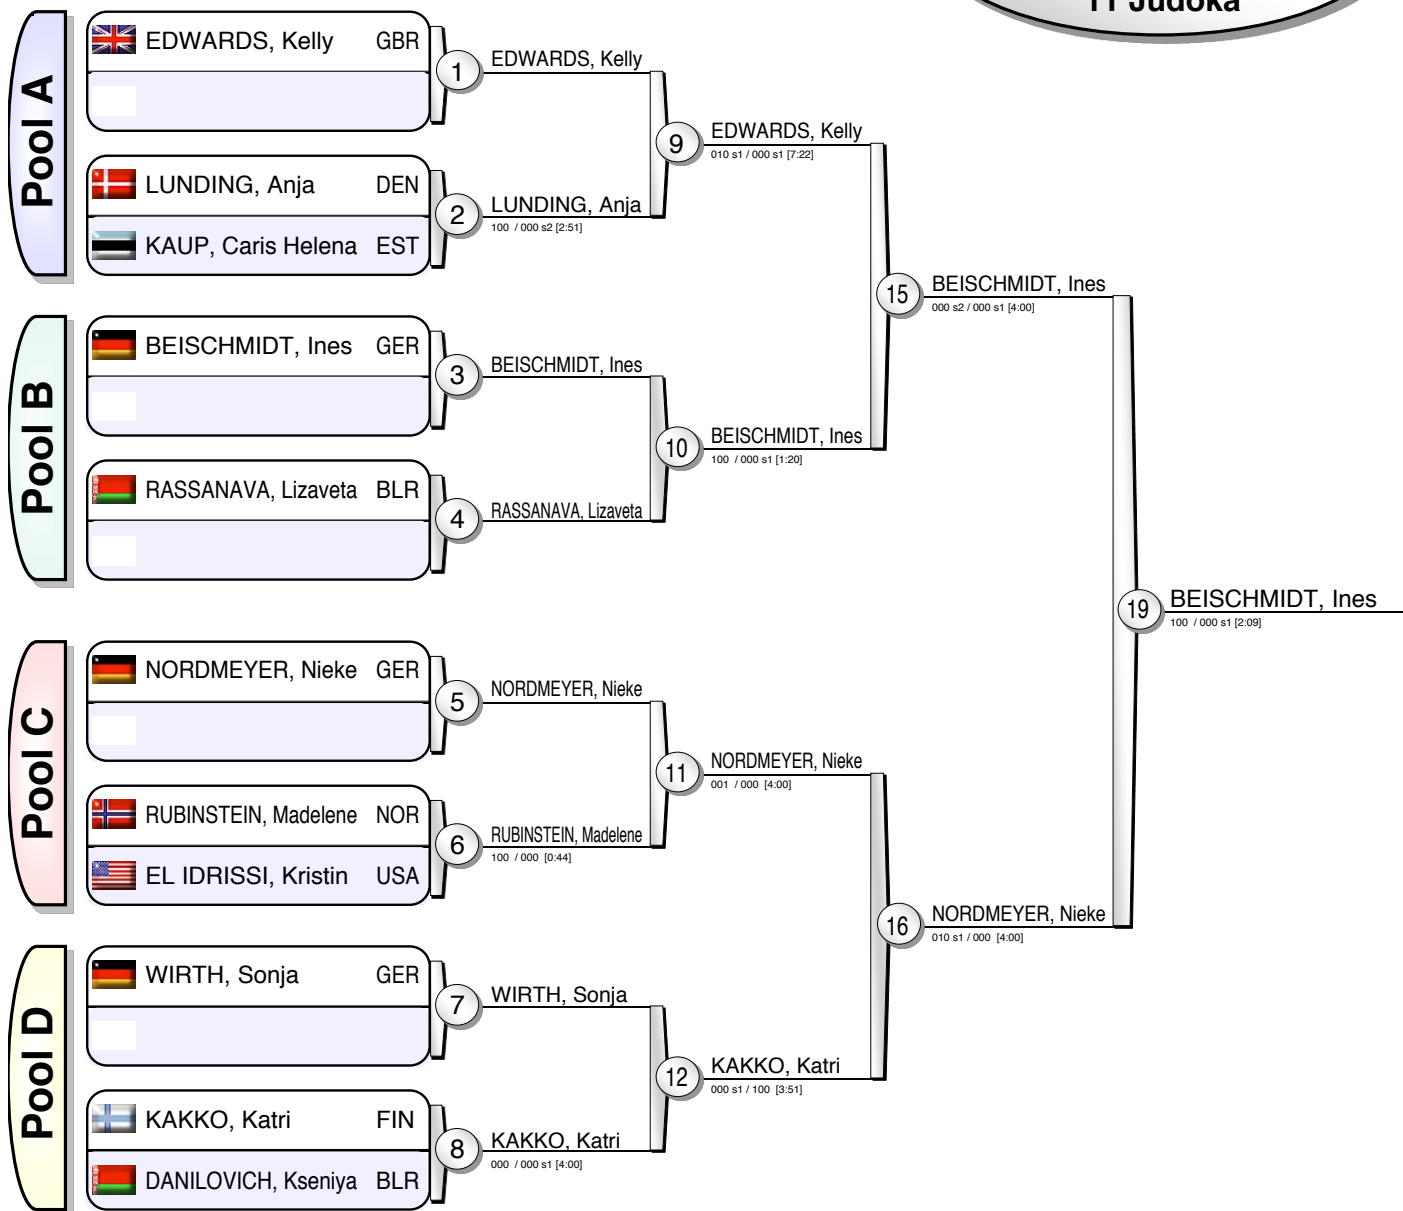 11 Judoka
Pool A
EDWARDS, Kelly GBR
1
EDWARDS, Kelly
LUNDING, Anja DEN
KAUP, Caris Helena EST
2
LUNDING, Anja
100 / 000 s2 [2:51]
9
EDWARDS, Kelly
010 s1 / 000 s1 [7:22]
Pool B
BEISCHMIDT, Ines GER
3
BEISCHMIDT, Ines
RASSANAVA, Lizaveta BLR
4
RASSANAVA, Lizaveta
10
BEISCHMIDT, Ines
100 / 000 s1 [1:20]
15
BEISCHMIDT, Ines
000 s2 / 000 s1 [4:00]
Pool C
NORDMEYER, Nieke GER
5
NORDMEYER, Nieke
RUBINSTEIN, Madelene NOR
EL IDRISSI, Kristin USA
6
RUBINSTEIN, Madelene
100 / 000 [0:44]
11
NORDMEYER, Nieke
001 / 000 [4:00]
Pool D
WIRTH, Sonja GER
7
WIRTH, Sonja
KAKKO, Katri FIN
DANILOVICH, Kseniya BLR
8
KAKKO, Katri
000 / 000 s1 [4:00]
12
KAKKO, Katri
000 s1 / 100 [3:51]
16
NORDMEYER, Nieke
010 s1 / 000 [4:00]
19
BEISCHMIDT, Ines
100 / 000 s1 [2:09]